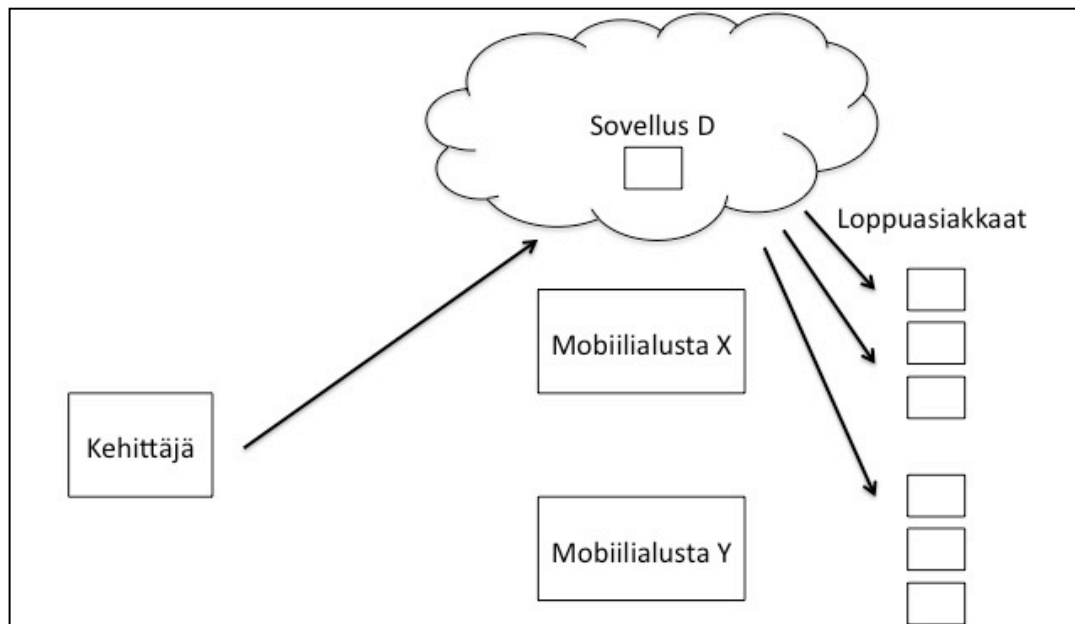 Sovellus D
Loppuasiakkaat
Mobiilialusta X
Kehittäjä
Mobiilialusta Y